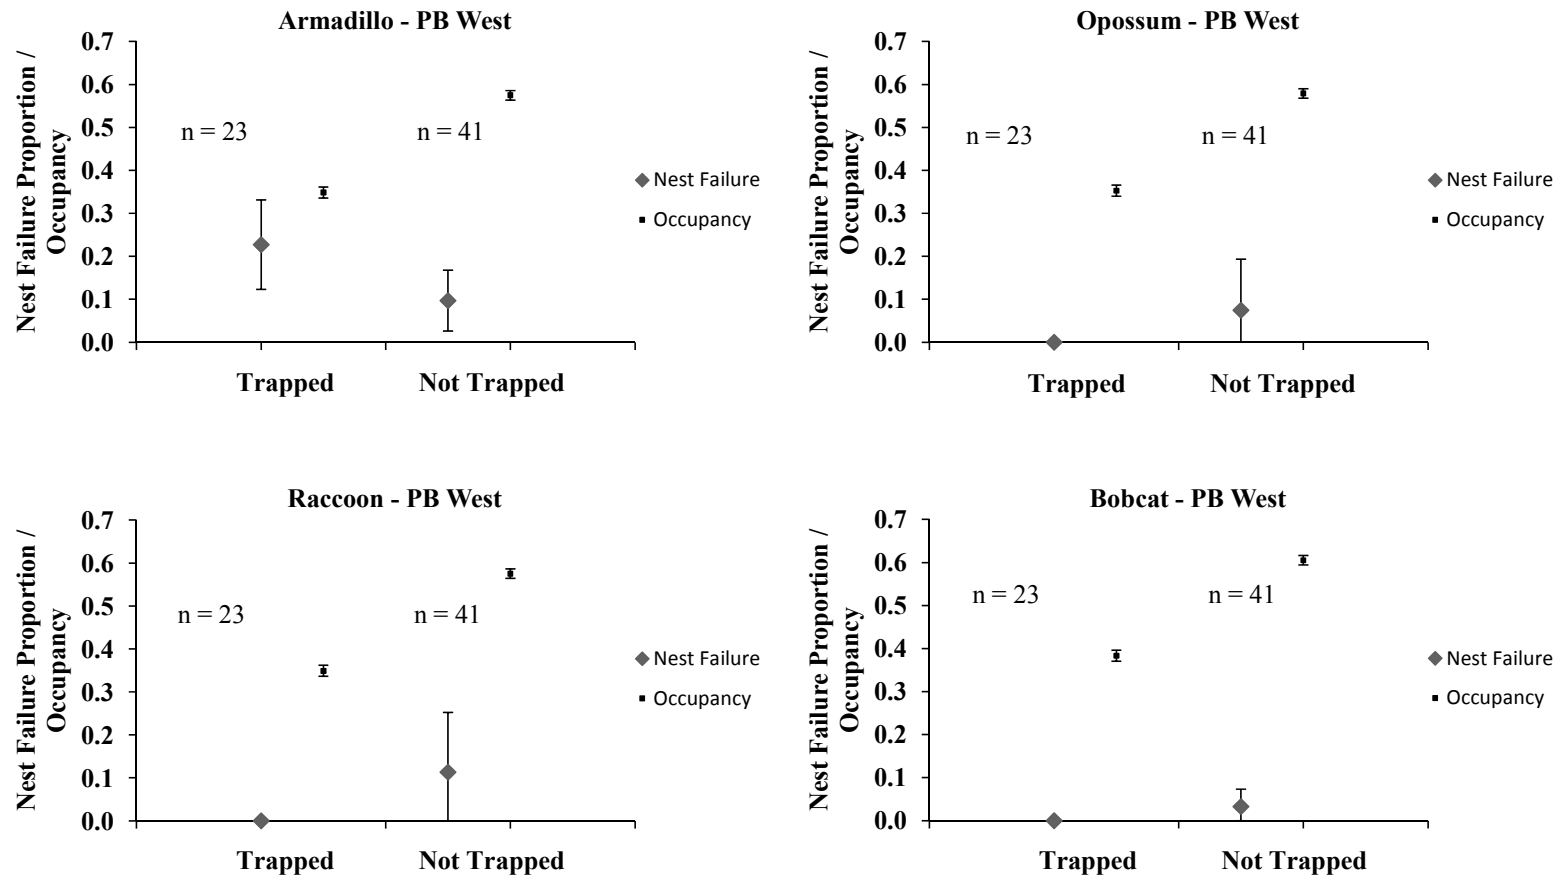 Armadillo - PB West
Nest Failure Proportion /
Occupancy
0.7
0.6
0.5
0.4
0.3
0.2
0.1
0.0
n = 23
n = 41
Trapped
Not Trapped
Nest Failure
Occupancy
Opossum - PB West
Nest Failure Proportion /
Occupancy
0.7
0.6
0.5
0.4
0.3
0.2
0.1
0.0
n = 23
n = 41
Trapped
Not Trapped
Nest Failure
Occupancy
Raccoon - PB West
Nest Failure Proportion /
Occupancy
0.7
0.6
0.5
0.4
0.3
0.2
0.1
0.0
n = 23
n = 41
Trapped
Not Trapped
Nest Failure
Occupancy
Bobcat - PB West
Nest Failure Proportion /
Occupancy
0.7
0.6
0.5
0.4
0.3
0.2
0.1
0.0
n = 23
n = 41
Trapped
Not Trapped
Nest Failure
Occupancy